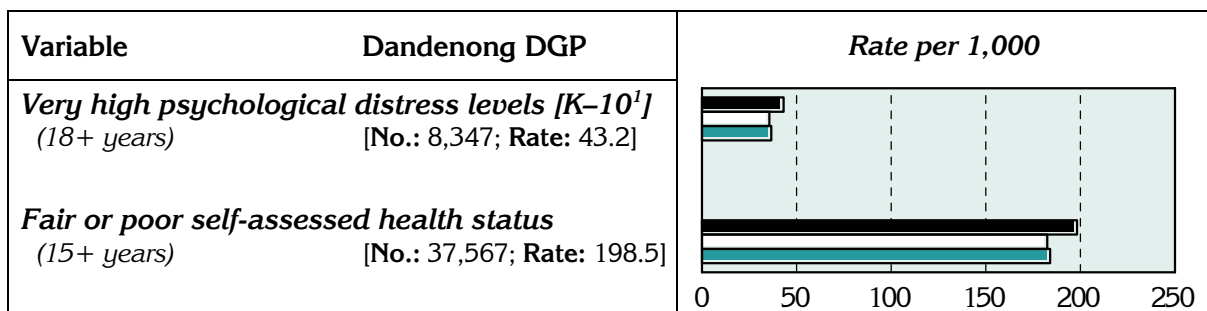 Variable Dandenong DGP Rate per 1,000
Very high psychological distress levels [K–10¹]
(18+ years) [No.: 8,347; Rate: 43.2]
Fair or poor self-assessed health status
(15+ years) [No.: 37,567; Rate: 198.5]
0 50 100 150 200 250